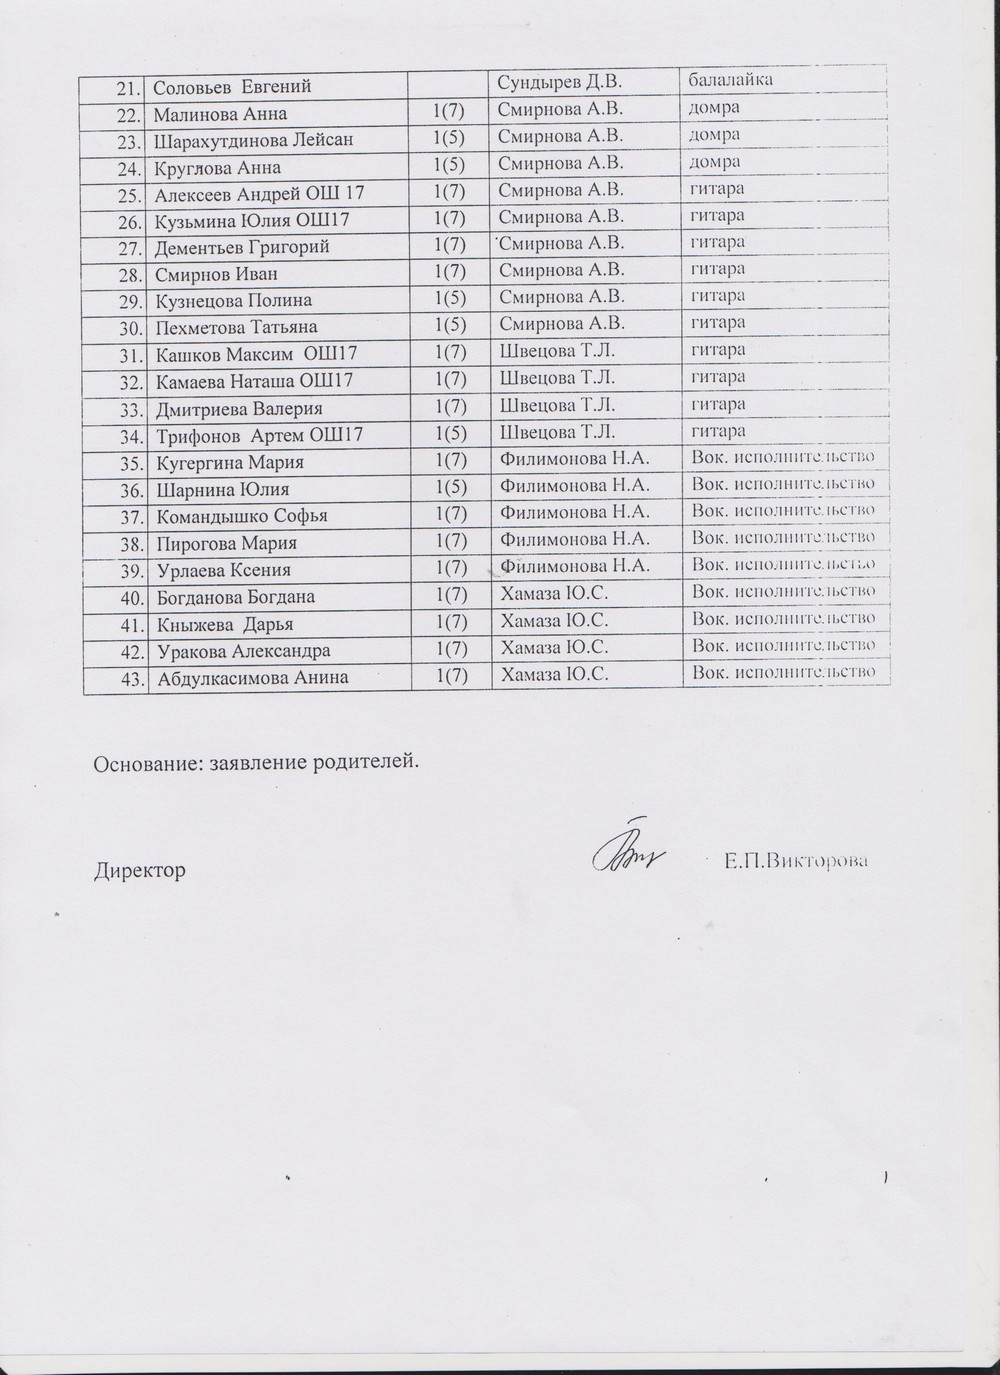 21. Соловьев Евгений Сундырев Д.В. балалайка
22. Малинова Анна 1(7) Смирнова А.В. домра
23. Шарахутдинова Лейсан 1(5) Смирнова А.В. домра
24. Круглова Анна 1(5) Смирнова А.В. домра
25. Алексеев Андрей ОШ 17 1(7) Смирнова А.В. гитара
26. Кузьмина Юлия ОШ17 1(7) Смирнова А.В. гитара
27. Дементьев Григорий 1(7) Смирнова А.В. гитара
28. Смирнов Иван 1(7) Смирнова А.В. гитара
29. Кузнецова Полина 1(5) Смирнова А.В. гитара
30. Пехметова Татьяна 1(5) Смирнова А.В. гитара
31. Кашков Максим ОШ17 1(7) Швецова Т.Л. гитара
32. Камаева Наташа ОШ17 1(7) Швецова Т.Л. гитара
33. Дмитриева Валерия 1(7) Швецова Т.Л. гитара
34. Трифонов Артем ОШ17 1(5) Швецова Т.Л. гитара
35. Кугергина Мария 1(7) Филимонова Н.А. Вок. исполнительство
36. Шарнина Юлия 1(5) Филимонова Н.А. Вок. исполнительство
37. Командышко Софья 1(7) Филимонова Н.А. Вок. исполнительство
38. Пирогова Мария 1(7) Филимонова Н.А. Вок. исполнительство
39. Урлаева Ксения 1(7) Филимонова Н.А. Вок. исполнительство
40. Богданова Богдана 1(7) Хамаза Ю.С. Вок. исполнительство
41. Кныжева Дарья 1(7) Хамаза Ю.С. Вок. исполнительство
42. Уракова Александра 1(7) Хамаза Ю.С. Вок. исполнительство
43. Абдулкасимова Анина 1(7) Хамаза Ю.С. Вок. исполнительство
Основание: заявление родителей.
Директор Е.П.Викторова